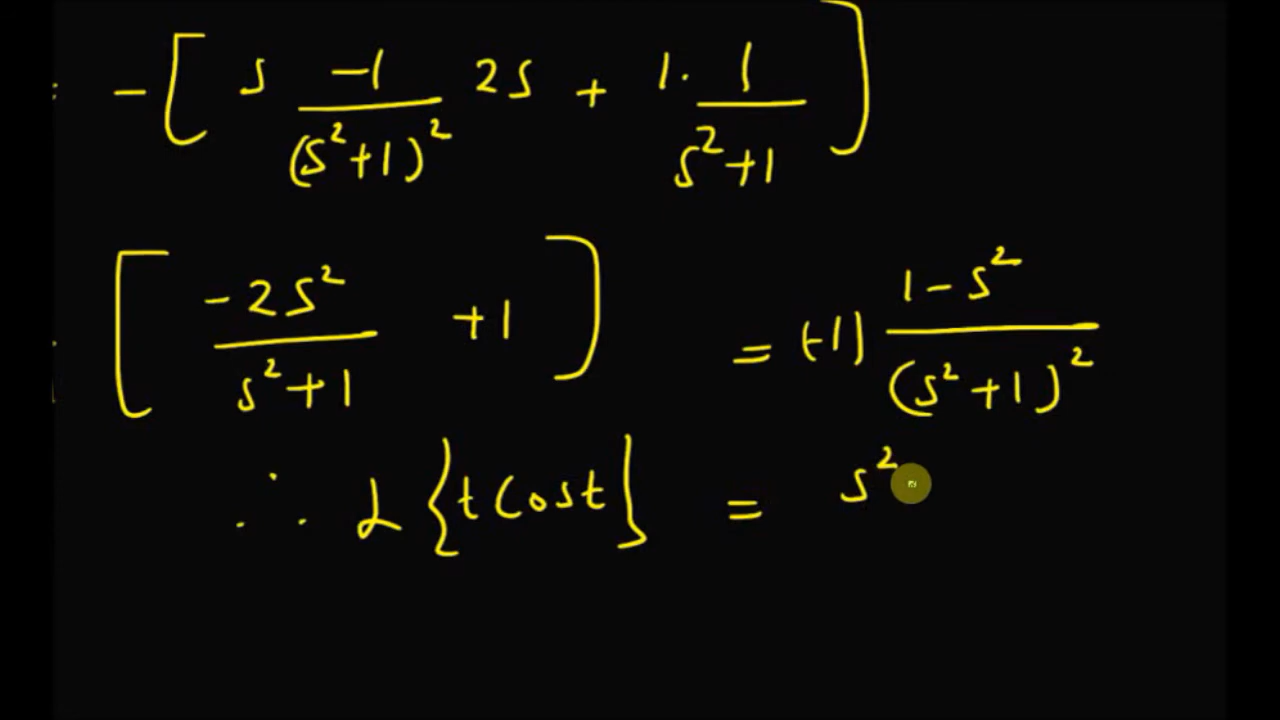 = -[ s -1/(s²+1)² 2s + 1. 1/s²+1 ]
[ -2s²/s²+1 +1 ] = (-1) 1-s²/(s²+1)²
∴ L{tcost} = s²